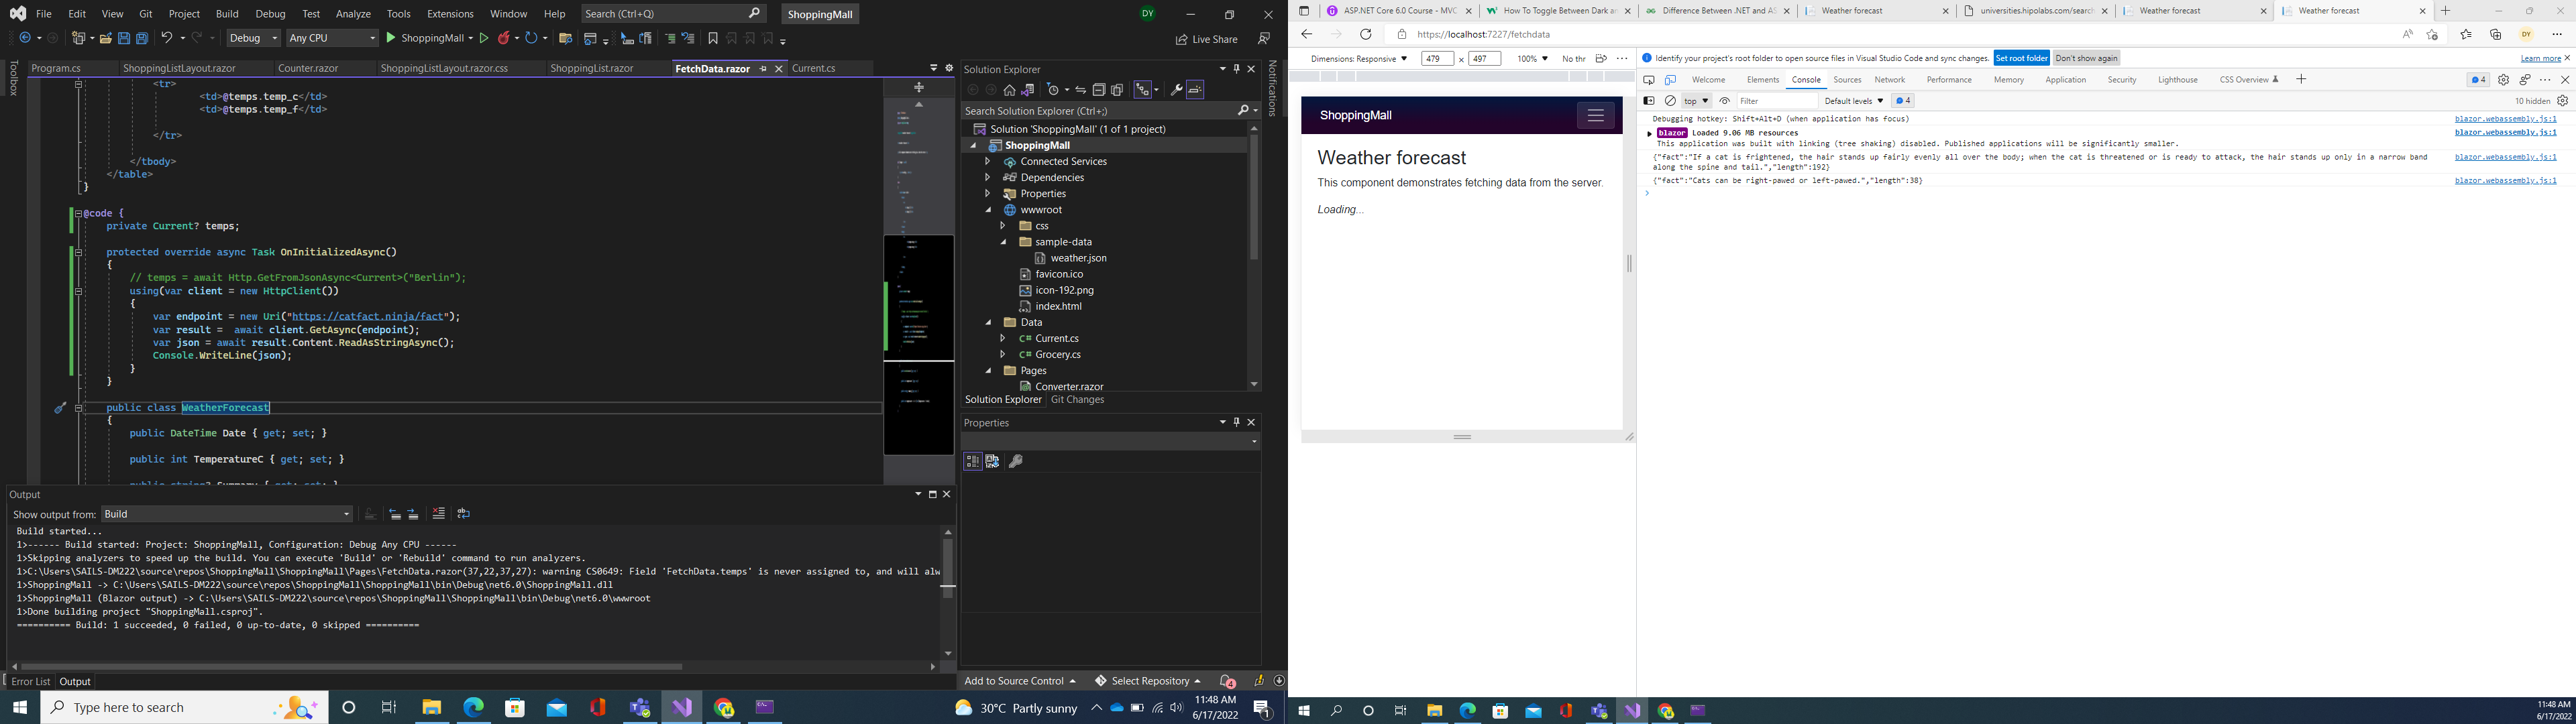 File Edit View Git Project Build Debug Test Analyze Tools Extensions Window Help Search (Ctrl+Q) ShoppingMall DY
Debug Any CPU ShoppingMall Live Share
Toolbox
Program.cs ShoppingListLayout.razor Counter.razor ShoppingListLayout.razor.css ShoppingList.razor FetchData.razor Current.cs
<tr>
<td>@temps.temp_c</td>
<td>@temps.temp_f</td>
</tr>
</tbody>
</table>
}
@code {
private Current? temps;
protected override async Task OnInitializedAsync()
{
// temps = await Http.GetFromJsonAsync<Current>("Berlin");
using(var client = new HttpClient())
{
var endpoint = new Uri("https://catfact.ninja/fact");
var result =  await client.GetAsync(endpoint);
var json = await result.Content.ReadAsStringAsync();
Console.WriteLine(json);
}
}
public class WeatherForecast
{
public DateTime Date { get; set; }
public int TemperatureC { get; set; }
public string? Summary { get; set; }
Output
Show output from: Build
Build started...
1>------ Build started: Project: ShoppingMall, Configuration: Debug Any CPU ------
1>Skipping analyzers to speed up the build. You can execute 'Build' or 'Rebuild' command to run analyzers.
1>C:\Users\SAILS-DM222\source\repos\ShoppingMall\ShoppingMall\Pages\FetchData.razor(37,22,37,27): warning CS0649: Field 'FetchData.temps' is never assigned to, and will alw
1>ShoppingMall -> C:\Users\SAILS-DM222\source\repos\ShoppingMall\ShoppingMall\bin\Debug\net6.0\ShoppingMall.dll
1>ShoppingMall (Blazor output) -> C:\Users\SAILS-DM222\source\repos\ShoppingMall\ShoppingMall\bin\Debug\net6.0\wwwroot
1>Done building project "ShoppingMall.csproj".
========== Build: 1 succeeded, 0 failed, 0 up-to-date, 0 skipped ==========
Error List Output
Solution Explorer
Notifications
Search Solution Explorer (Ctrl+;)
Solution 'ShoppingMall' (1 of 1 project)
ShoppingMall
Connected Services
Dependencies
Properties
wwwroot
css
sample-data
weather.json
favicon.ico
icon-192.png
index.html
Data
C# Current.cs
C# Grocery.cs
Pages
Converter.razor
Solution Explorer Git Changes
Properties
Add to Source Control Select Repository 4
Type here to search
30°C Partly sunny
11:48 AM
6/17/2022
1
ASP.NET Core 6.0 Course - MVC How To Toggle Between Dark an Difference Between .NET and AS Weather forecast universities.hipolabs.com/search Weather forecast Weather forecast
https://localhost:7227/fetchdata DY
Dimensions: Responsive 479 x 497 100% No thr
ShoppingMall
Weather forecast
This component demonstrates fetching data from the server.
Loading...
Identify your project's root folder to open source files in Visual Studio Code and sync changes. Set root folder Don't show again Learn more
Welcome Elements Console Sources Network Performance Memory Application Security Lighthouse CSS Overview 4
top Filter Default levels 4 10 hidden
Debugging hotkey: Shift+Alt+D (when application has focus) blazor.webassembly.js:1
blazor Loaded 9.06 MB resources blazor.webassembly.js:1
This application was built with linking (tree shaking) disabled. Published applications will be significantly smaller.
{"fact":"If a cat is frightened, the hair stands up fairly evenly all over the body; when the cat is threatened or is ready to attack, the hair stands up only in a narrow band blazor.webassembly.js:1
along the spine and tail.","length":192}
{"fact":"Cats can be right-pawed or left-pawed.","length":38} blazor.webassembly.js:1
11:48 AM
6/17/2022